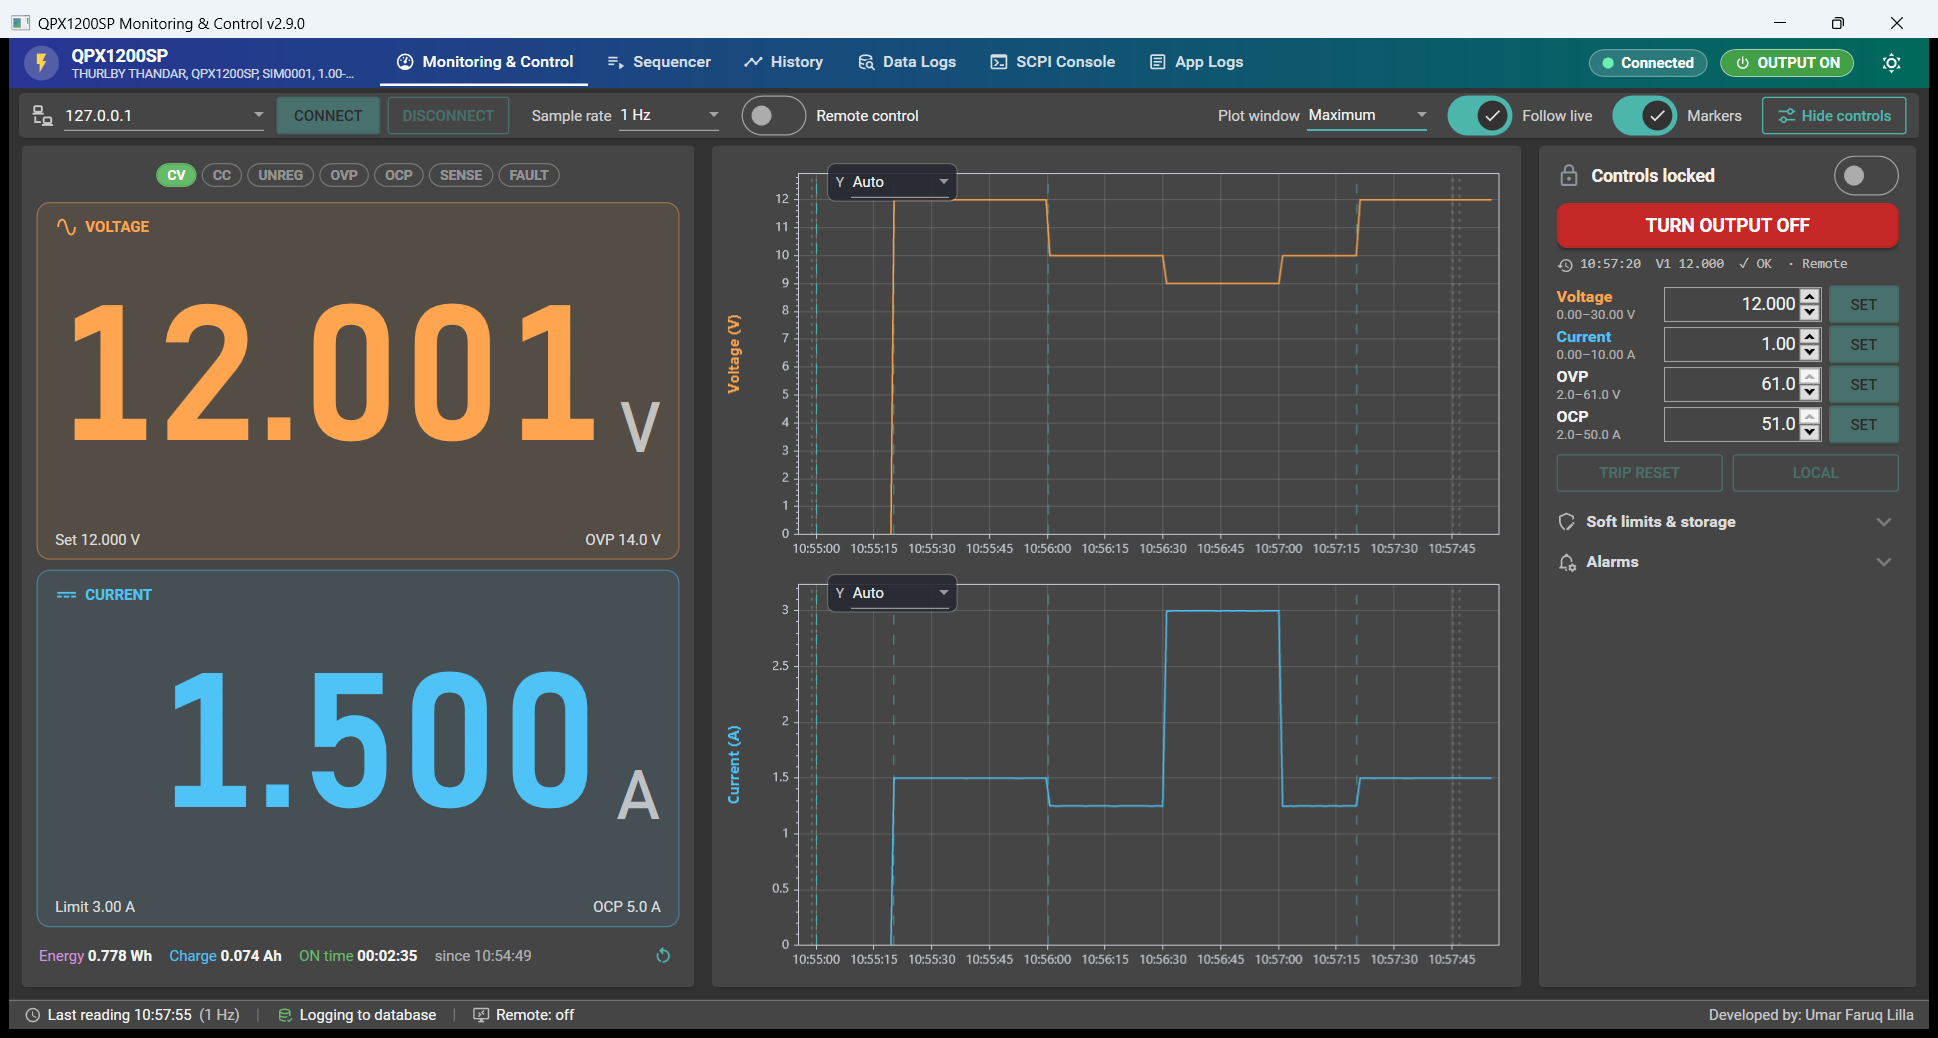 QPX1200SP Monitoring & Control v2.9.0
QPX1200SP
THURLBY THANDAR, QPX1200SP, SIM0001, 1.00-...
Monitoring & Control
Sequencer
History
Data Logs
SCPI Console
App Logs
Connected
OUTPUT ON
127.0.0.1
CONNECT
DISCONNECT
Sample rate 1 Hz
Remote control
Plot window Maximum
Follow live
Markers
Hide controls
CV CC UNREG OVP OCP SENSE FAULT
VOLTAGE
12.001 V
Set 12.000 V
OVP 14.0 V
CURRENT
1.500 A
Limit 3.00 A
OCP 5.0 A
Energy 0.778 Wh Charge 0.074 Ah ON time 00:02:35 since 10:54:49
Y Auto
Voltage (V)
12
11
10
9
8
7
6
5
4
3
2
1
0
10:55:00 10:55:15 10:55:30 10:55:45 10:56:00 10:56:15 10:56:30 10:56:45 10:57:00 10:57:15 10:57:30 10:57:45
Y Auto
Current (A)
3
2.5
2
1.5
1
0.5
0
10:55:00 10:55:15 10:55:30 10:55:45 10:56:00 10:56:15 10:56:30 10:56:45 10:57:00 10:57:15 10:57:30 10:57:45
Controls locked
TURN OUTPUT OFF
10:57:20 V1 12.000 ✓ OK · Remote
Voltage
0.00–30.00 V
12.000
SET
Current
0.00–10.00 A
1.00
SET
OVP
2.0–61.0 V
61.0
SET
OCP
2.0–50.0 A
51.0
SET
TRIP RESET
LOCAL
Soft limits & storage
Alarms
Last reading 10:57:55 (1 Hz) | Logging to database | Remote: off
Developed by: Umar Faruq Lilla